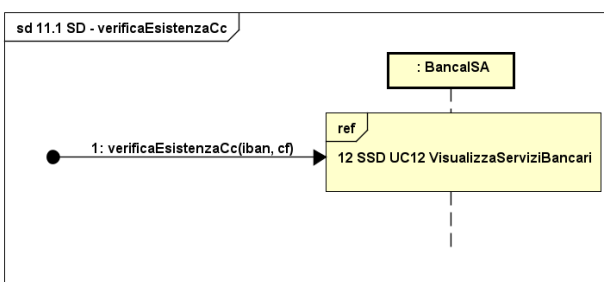 sd 11.1 SD - verificaEsistenzaCc
: BancaISA
ref
1: verificaEsistenzaCc(iban, cf)
12 SSD UC12 VisualizzaServiziBancari